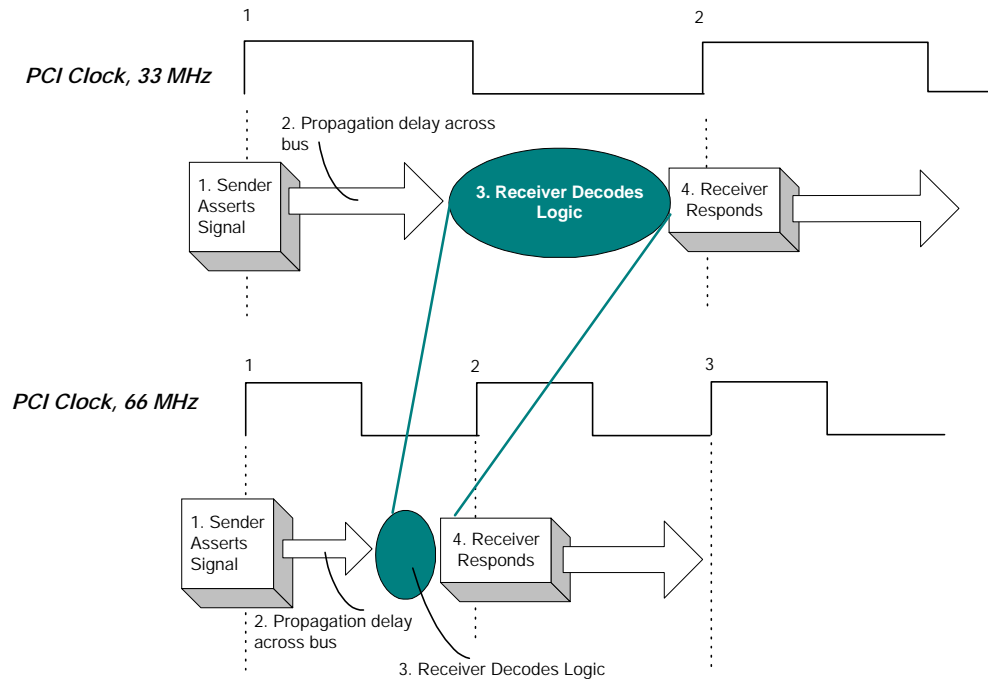 1
2
PCI Clock, 33 MHz
2. Propagation delay across
bus
1. Sender
Asserts
Signal
3. Receiver Decodes
Logic
4. Receiver
Responds
1
2
3
PCI Clock, 66 MHz
1. Sender
Asserts
Signal
4. Receiver
Responds
2. Propagation delay
across bus
3. Receiver Decodes Logic